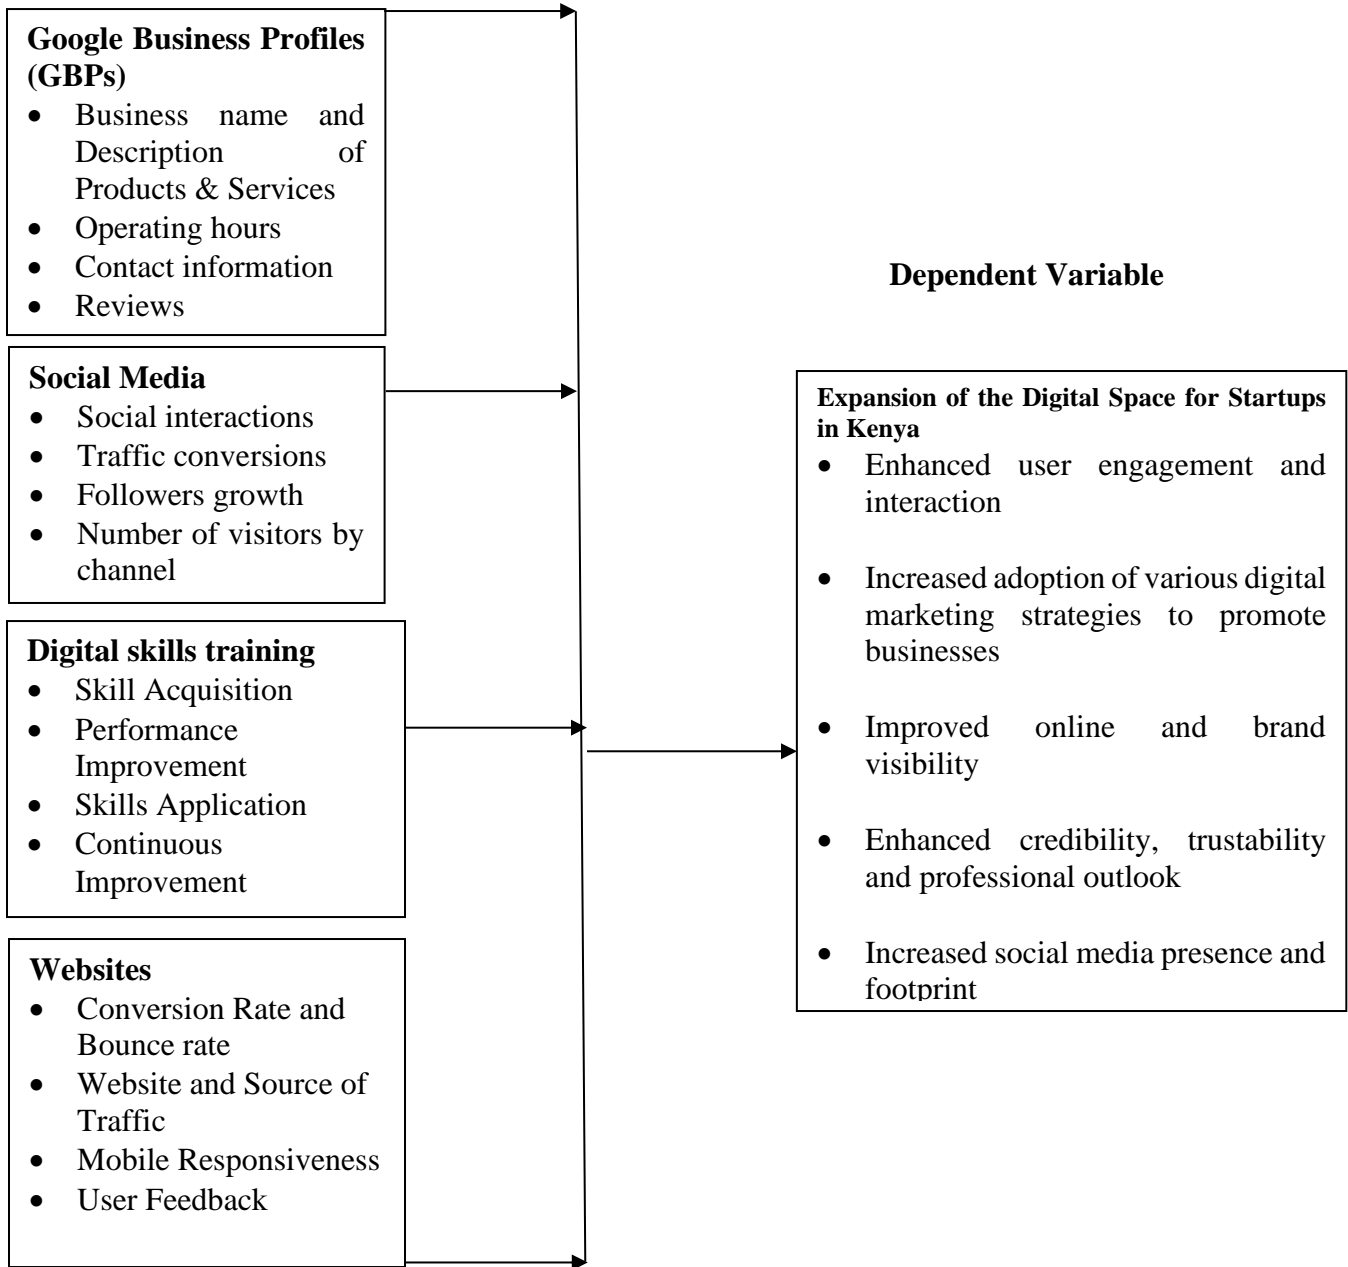 Google Business Profiles
(GBPs)
• Business name and
Description of
Products & Services
• Operating hours
• Contact information
• Reviews
Social Media
• Social interactions
• Traffic conversions
• Followers growth
• Number of visitors by
channel
Digital skills training
• Skill Acquisition
• Performance
Improvement
• Skills Application
• Continuous
Improvement
Websites
• Conversion Rate and
Bounce rate
• Website and Source of
Traffic
• Mobile Responsiveness
• User Feedback
Dependent Variable
Expansion of the Digital Space for Startups
in Kenya
• Enhanced user engagement and
interaction
• Increased adoption of various digital
marketing strategies to promote
businesses
• Improved online and brand
visibility
• Enhanced credibility, trustability
and professional outlook
• Increased social media presence and
footprint